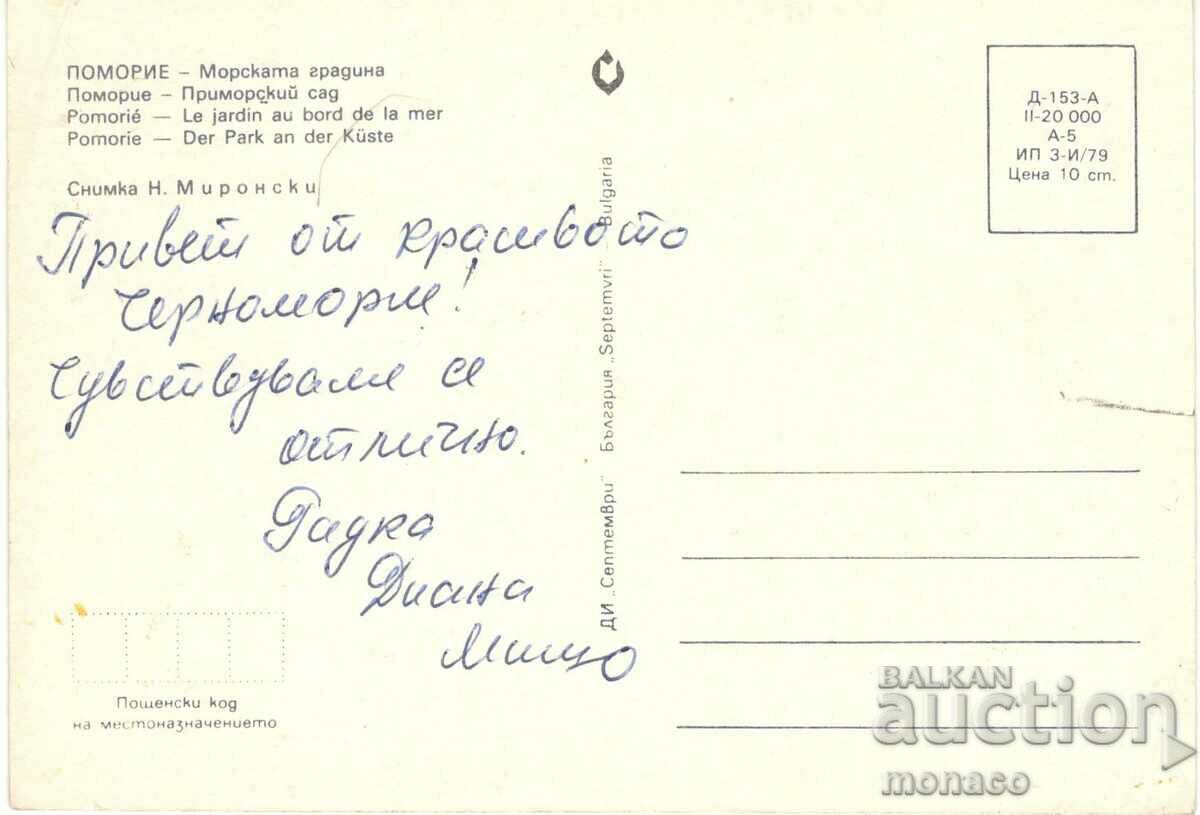 ПОМОРИЕ – Морската градина
Поморие – Приморский сад
Pomorié — Le jardin au bord de la mer
Pomorie — Der Park an der Küste
Снимка Н. Миронски
Привет от красивото
Черноморие!
Чувствуваме се
отлично.
Радка
Диана
Мицо
Пощенски код
на местоназначението
ДИ „Септември" България „Septemvri" Bulgaria
Д-153-А
II-20 000
А-5
ИП 3-И/79
Цена 10 ст.
BALKAN
auction
monaco